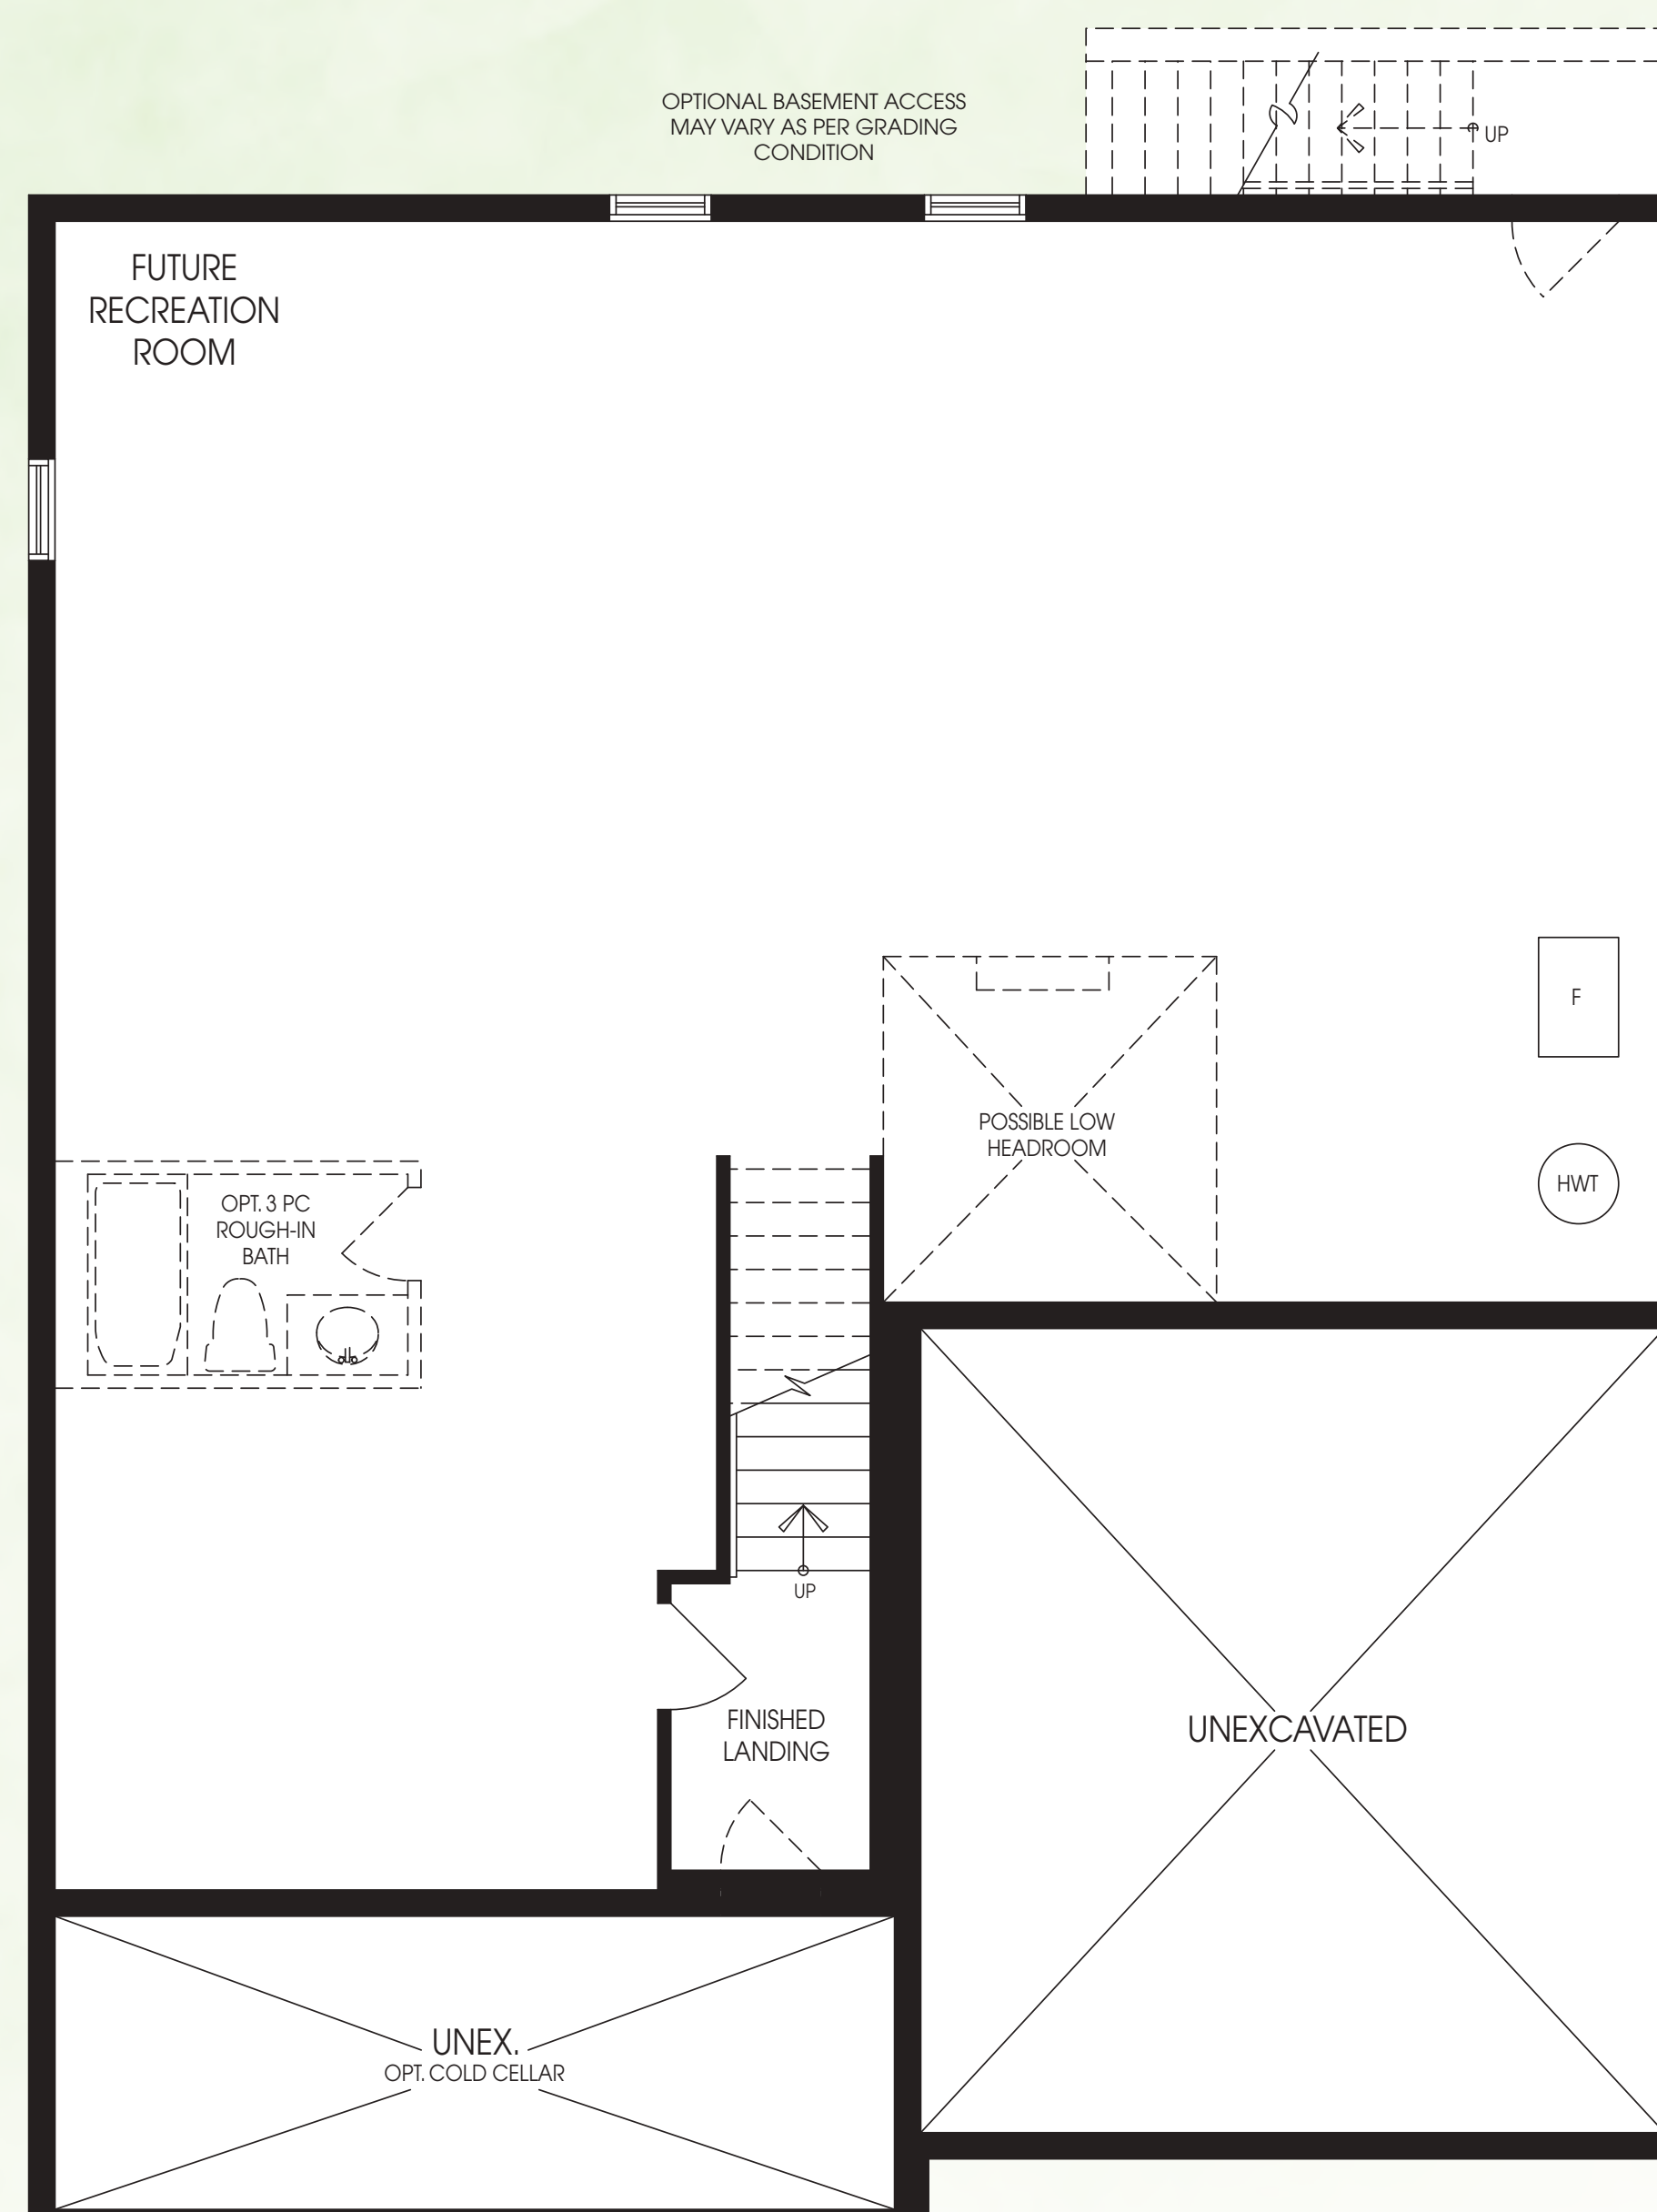 OPTIONAL BASEMENT ACCESS
MAY VARY AS PER GRADING
CONDITION
UP
FUTURE
RECREATION
ROOM
F
POSSIBLE LOW
HEADROOM
HWT
OPT. 3 PC
ROUGH-IN
BATH
UP
FINISHED
LANDING
UNEXCAVATED
UNEX.
OPT. COLD CELLAR